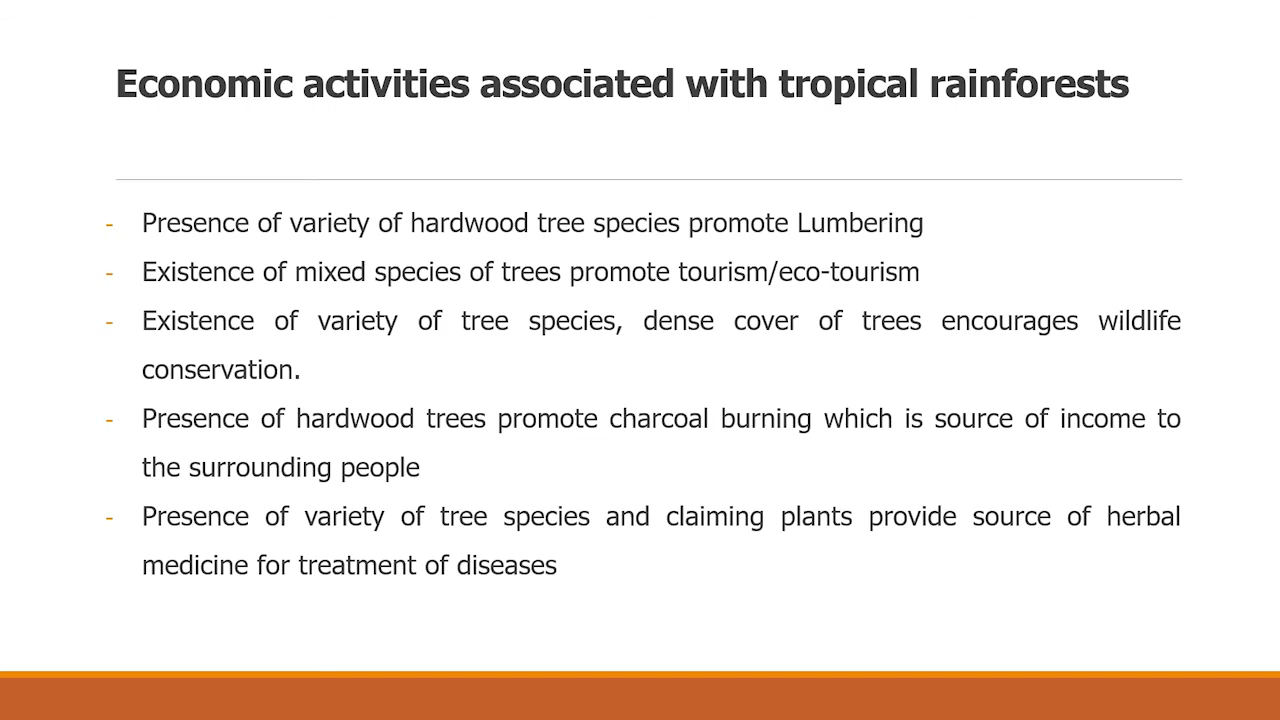 Economic activities associated with tropical rainforests
- Presence of variety of hardwood tree species promote Lumbering
- Existence of mixed species of trees promote tourism/eco-tourism
- Existence of variety of tree species, dense cover of trees encourages wildlife
conservation.
- Presence of hardwood trees promote charcoal burning which is source of income to
the surrounding people
- Presence of variety of tree species and claiming plants provide source of herbal
medicine for treatment of diseases